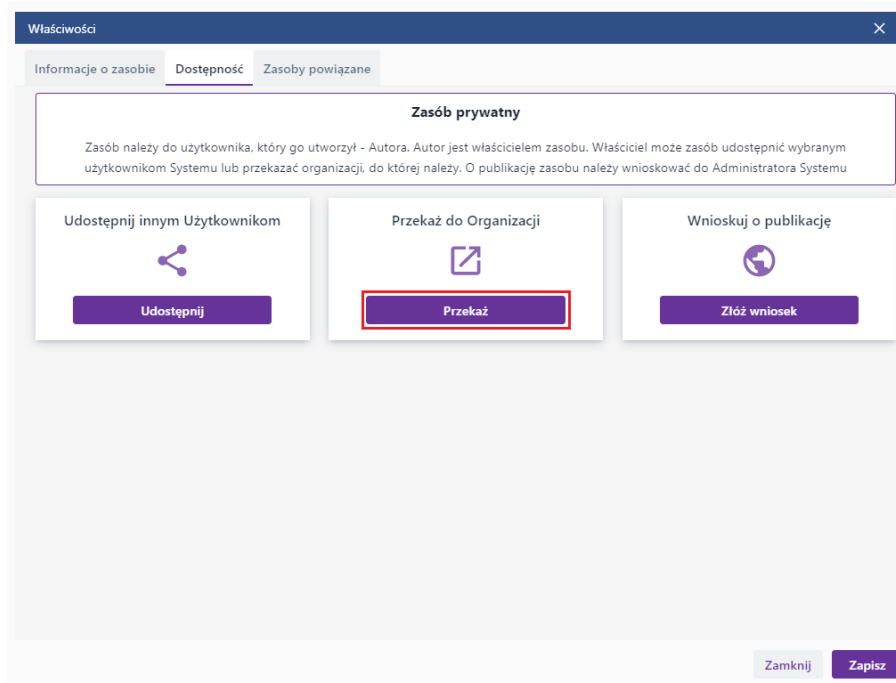 Właściwości
Informacje o zasobie Dostępność Zasoby powiązane
Zasób prywatny
Zasób należy do użytkownika, który go utworzył - Autora. Autor jest właścicielem zasobu. Właściciel może zasób udostępnić wybranym
użytkownikom Systemu lub przekazać organizacji, do której należy. O publikację zasobu należy wnioskować do Administratora Systemu
Udostępnij innym Użytkownikom
Udostępnij
Przekaż do Organizacji
Przekaż
Wnioskuj o publikację
Złóż wniosek
Zamknij Zapisz